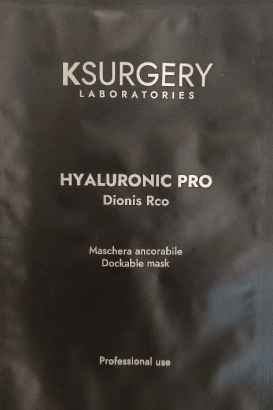 KSURGERY
LABORATORIES
HYALURONIC PRO
Dionis Rco
Maschera ancorabile
Dockable mask
Professional use